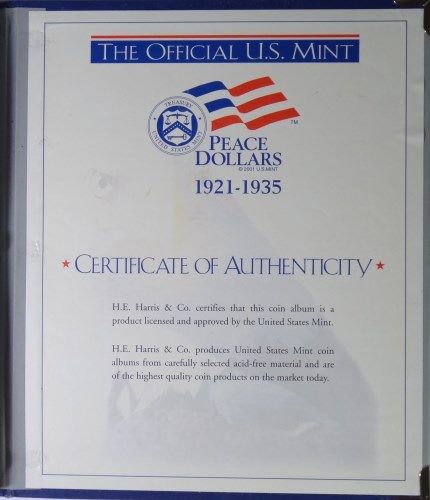 THE OFFICIAL U.S. MINT
TREASURY
UNITED STATES MINT
TM
PEACE
DOLLARS
© 2001 U.S.MINT
1921-1935
★ CERTIFICATE OF AUTHENTICITY ★
H.E. Harris & Co. certifies that this coin album is a
product licensed and approved by the United States Mint.
H.E. Harris & Co. produces United States Mint coin
albums from carefully selected acid-free material and are
of the highest quality coin products on the market today.